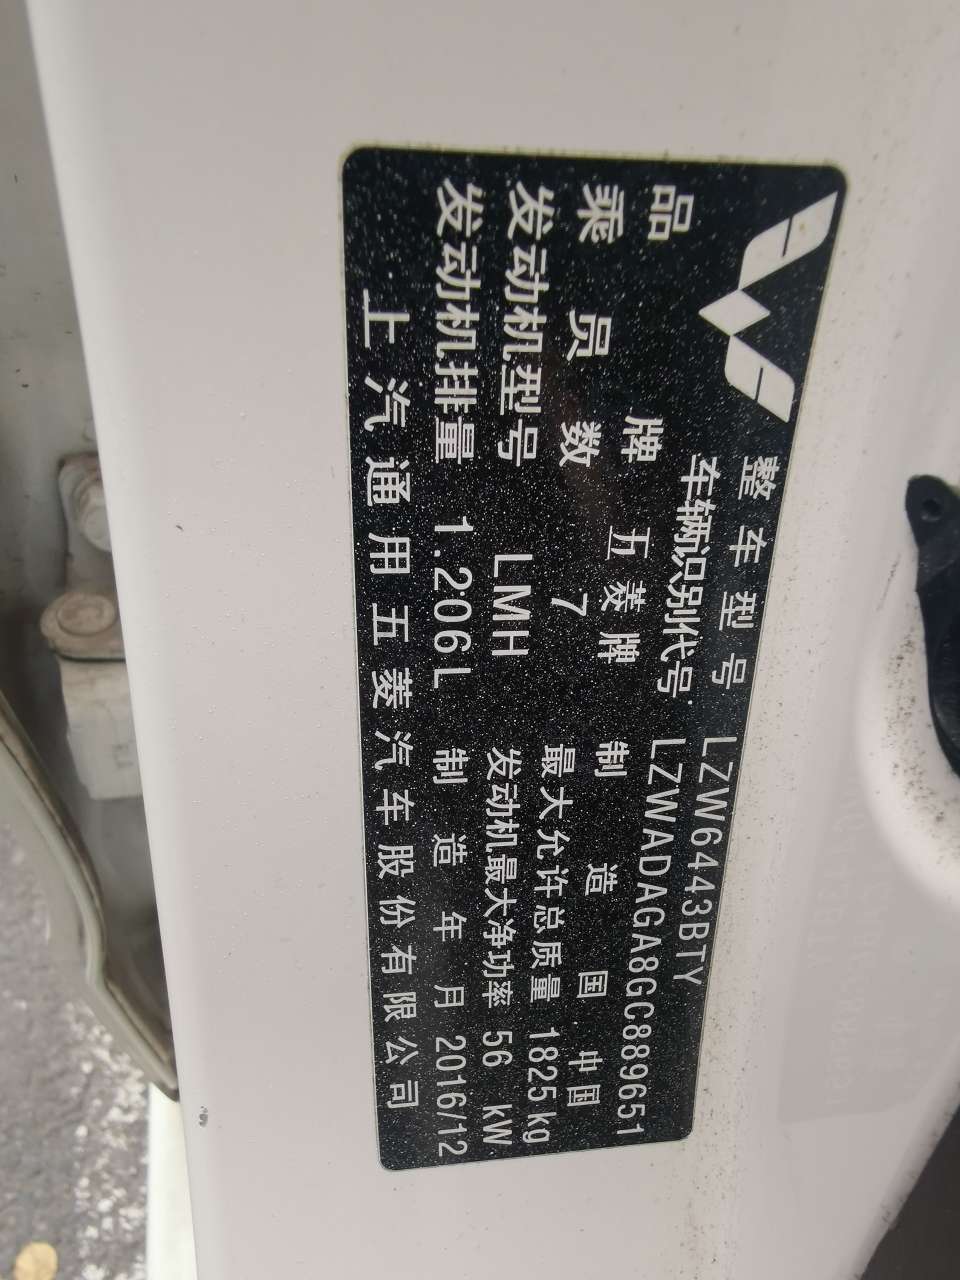 整车型号 LZW6443BTY
车辆识别代号 LZWADAGA8GC889651
品牌 五菱牌 制造国 中国
乘员数 7 最大允许总质量 1825kg
发动机型号 LMH 发动机最大净功率 56 kW
发动机排量 1.206L 制造年月 2016/12
上汽通用五菱汽车股份有限公司